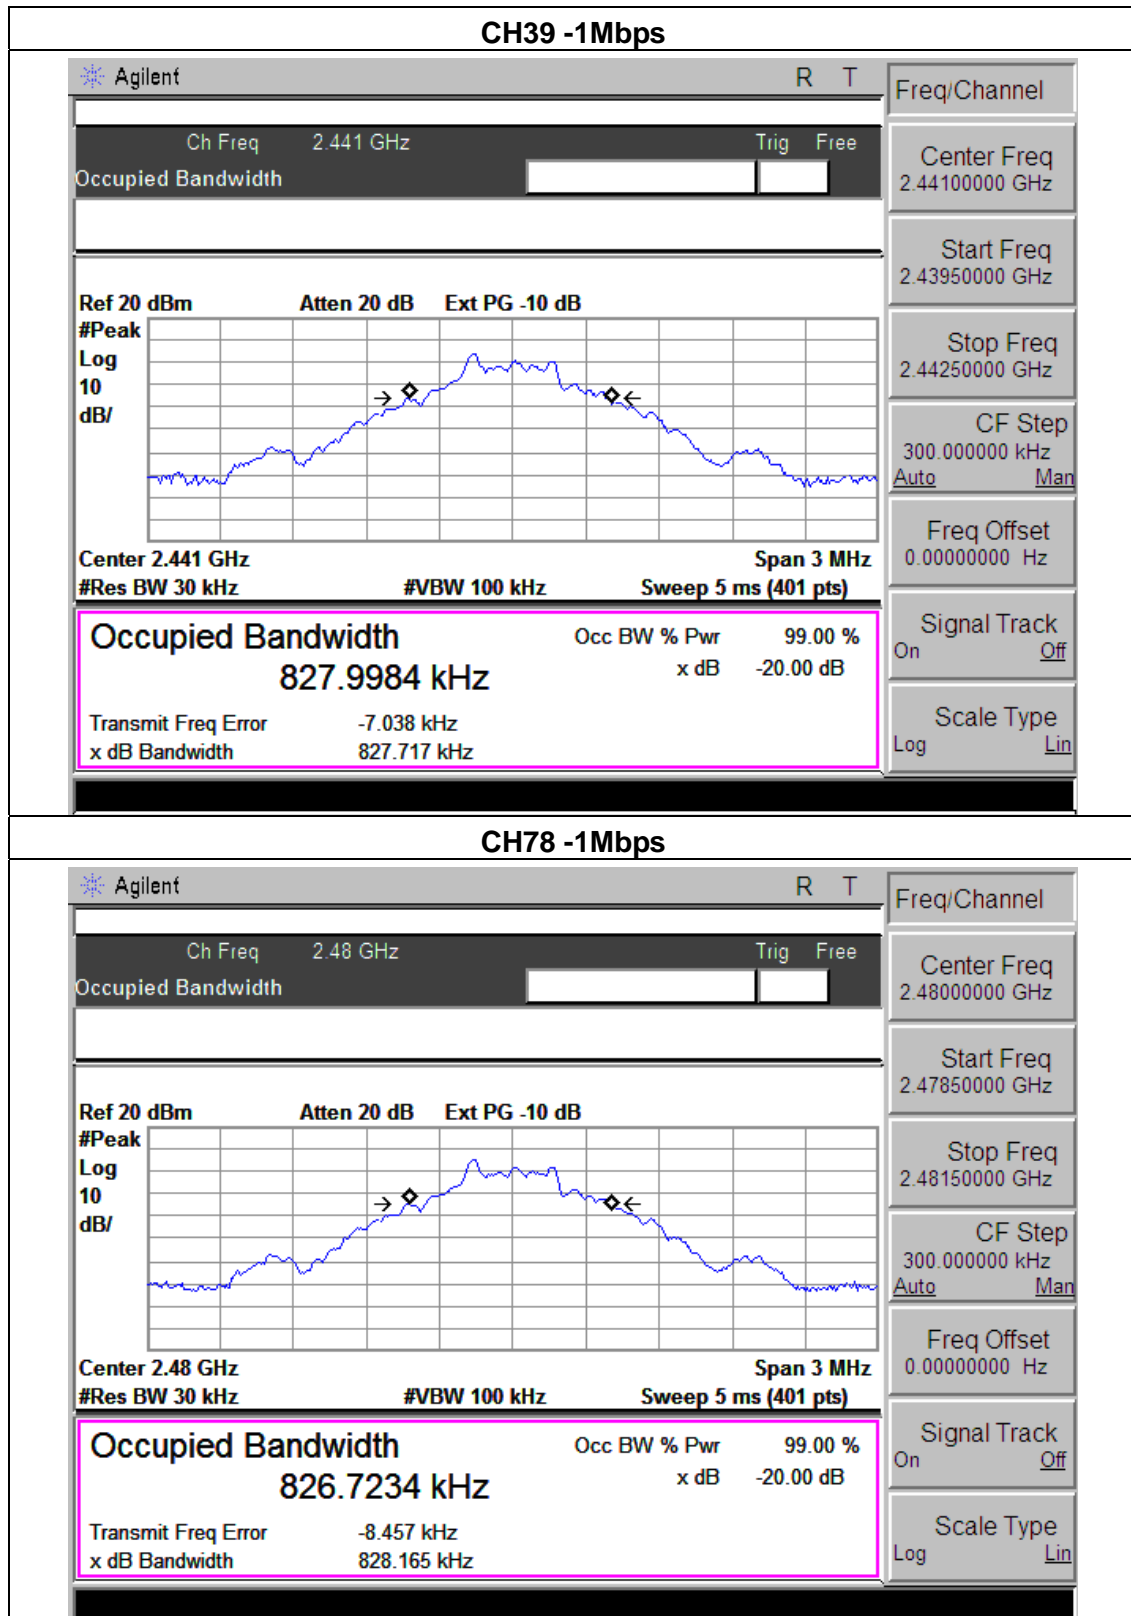 CH39 -1Mbps
Agilent R T
Freq/Channel
Ch Freq 2.441 GHz Trig Free
Occupied Bandwidth
Center Freq
2.44100000 GHz
Start Freq
2.43950000 GHz
Stop Freq
2.44250000 GHz
CF Step
300.000000 kHz
Auto Man
Freq Offset
0.00000000 Hz
Signal Track
On Off
Scale Type
Log Lin
Ref 20 dBm Atten 20 dB Ext PG -10 dB
#Peak
Log
10
dB/
Center 2.441 GHz Span 3 MHz
#Res BW 30 kHz #VBW 100 kHz Sweep 5 ms (401 pts)
Occupied Bandwidth Occ BW % Pwr 99.00 %
827.9984 kHz x dB -20.00 dB
Transmit Freq Error -7.038 kHz
x dB Bandwidth 827.717 kHz
CH78 -1Mbps
Agilent R T
Freq/Channel
Ch Freq 2.48 GHz Trig Free
Occupied Bandwidth
Center Freq
2.48000000 GHz
Start Freq
2.47850000 GHz
Stop Freq
2.48150000 GHz
CF Step
300.000000 kHz
Auto Man
Freq Offset
0.00000000 Hz
Signal Track
On Off
Scale Type
Log Lin
Ref 20 dBm Atten 20 dB Ext PG -10 dB
#Peak
Log
10
dB/
Center 2.48 GHz Span 3 MHz
#Res BW 30 kHz #VBW 100 kHz Sweep 5 ms (401 pts)
Occupied Bandwidth Occ BW % Pwr 99.00 %
826.7234 kHz x dB -20.00 dB
Transmit Freq Error -8.457 kHz
x dB Bandwidth 828.165 kHz